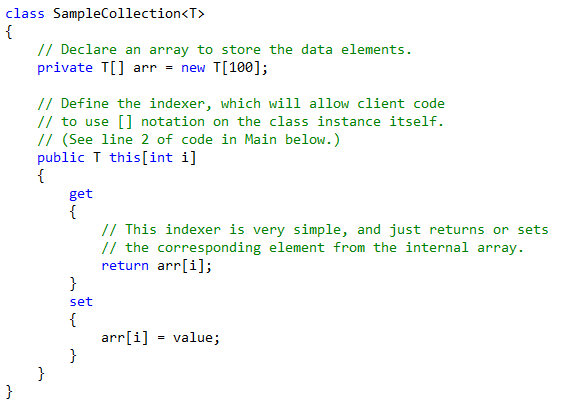 class SampleCollection<T>
{
    // Declare an array to store the data elements.
    private T[] arr = new T[100];

    // Define the indexer, which will allow client code
    // to use [] notation on the class instance itself.
    // (See line 2 of code in Main below.)
    public T this[int i]
    {
        get
        {
            // This indexer is very simple, and just returns or sets
            // the corresponding element from the internal array.
            return arr[i];
        }
        set
        {
            arr[i] = value;
        }
    }
}